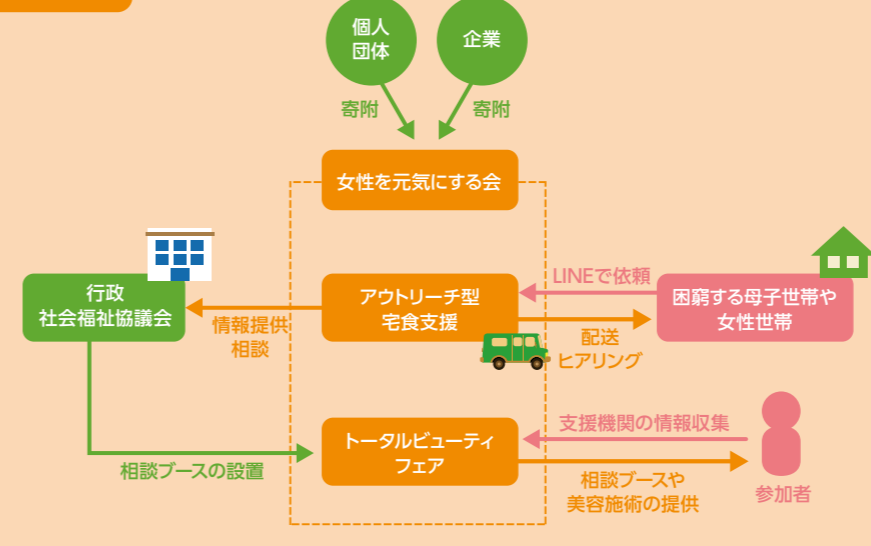 個人
団体
企業
寄附
寄附
女性を元気にする会
行政
社会福祉協議会
情報提供
相談
アウトリーチ型
宅食支援
LINEで依頼
配送
ヒアリング
困窮する母子世帯や
女性世帯
相談ブースの設置
トータルビューティ
フェア
支援機関の情報収集
相談ブースや
美容施術の提供
参加者